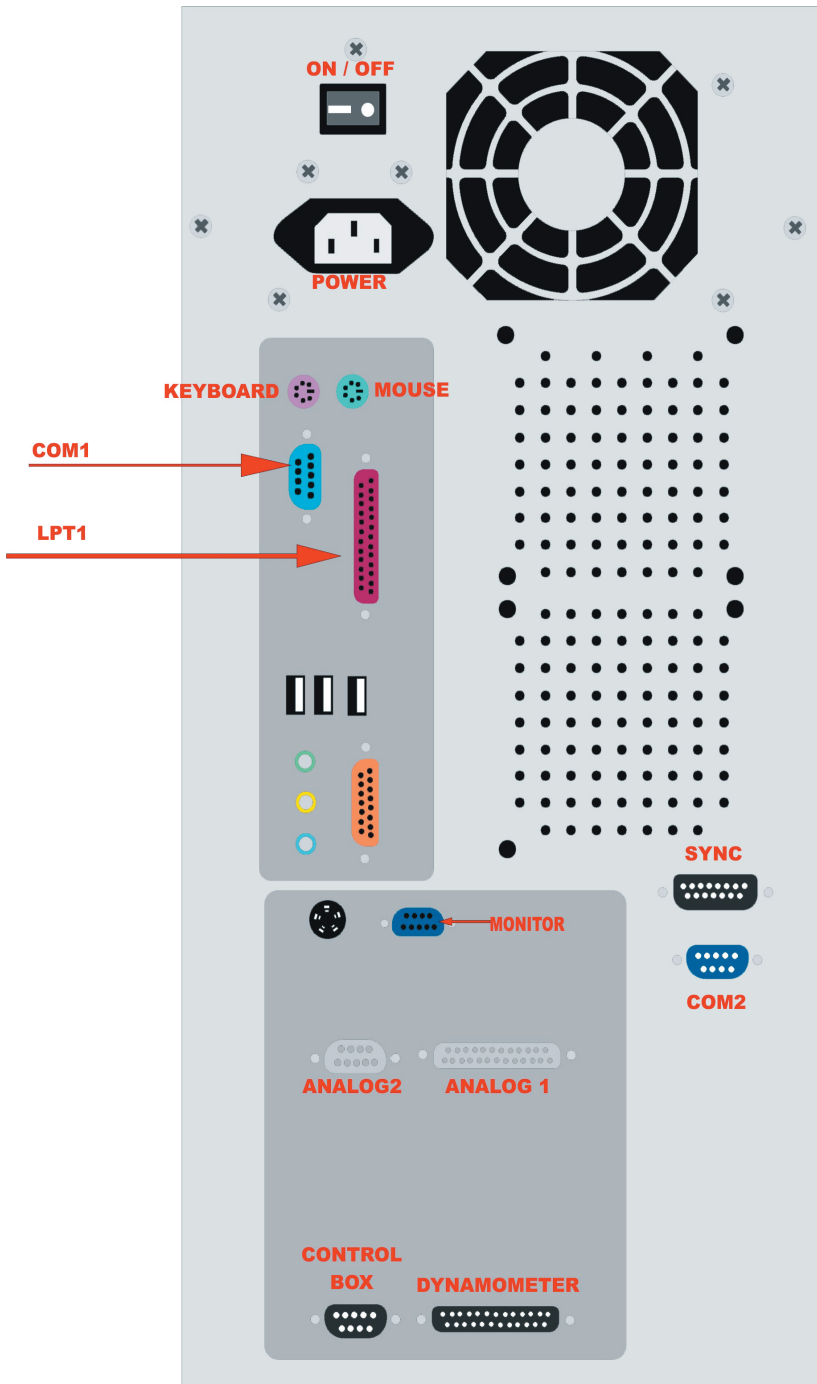 ON / OFF
POWER
KEYBOARD
MOUSE
COM1
LPT1
SYNC
MONITOR
COM2
ANALOG2
ANALOG 1
CONTROL
BOX
DYNAMOMETER